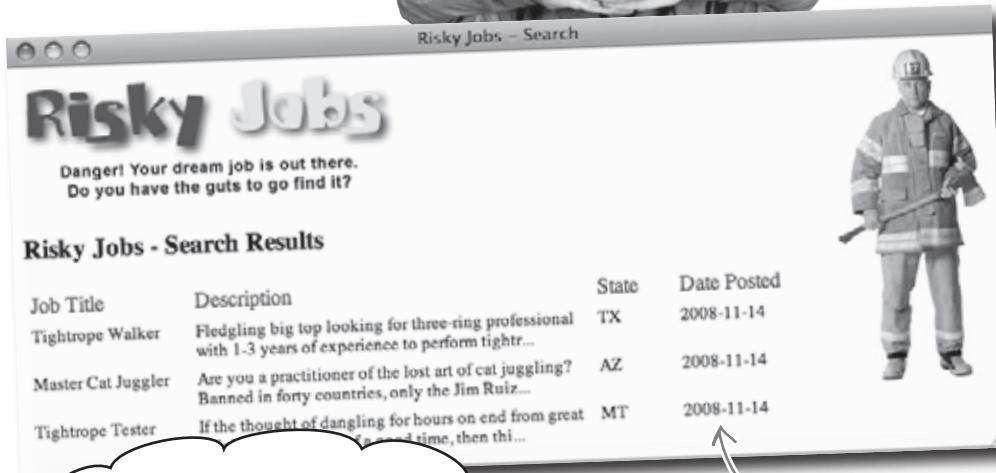 Risky Jobs – Search
Risky Jobs
Danger! Your dream job is out there.
Do you have the guts to go find it?
Risky Jobs - Search Results
Job Title Description State Date Posted
Tightrope Walker Fledgling big top looking for three-ring professional TX 2008-11-14
with 1-3 years of experience to perform tightr...
Master Cat Juggler Are you a practitioner of the lost art of cat juggling? AZ 2008-11-14
Banned in forty countries, only the Jim Ruiz...
Tightrope Tester If the thought of dangling for hours on end from great MT 2008-11-14
time, then thi...